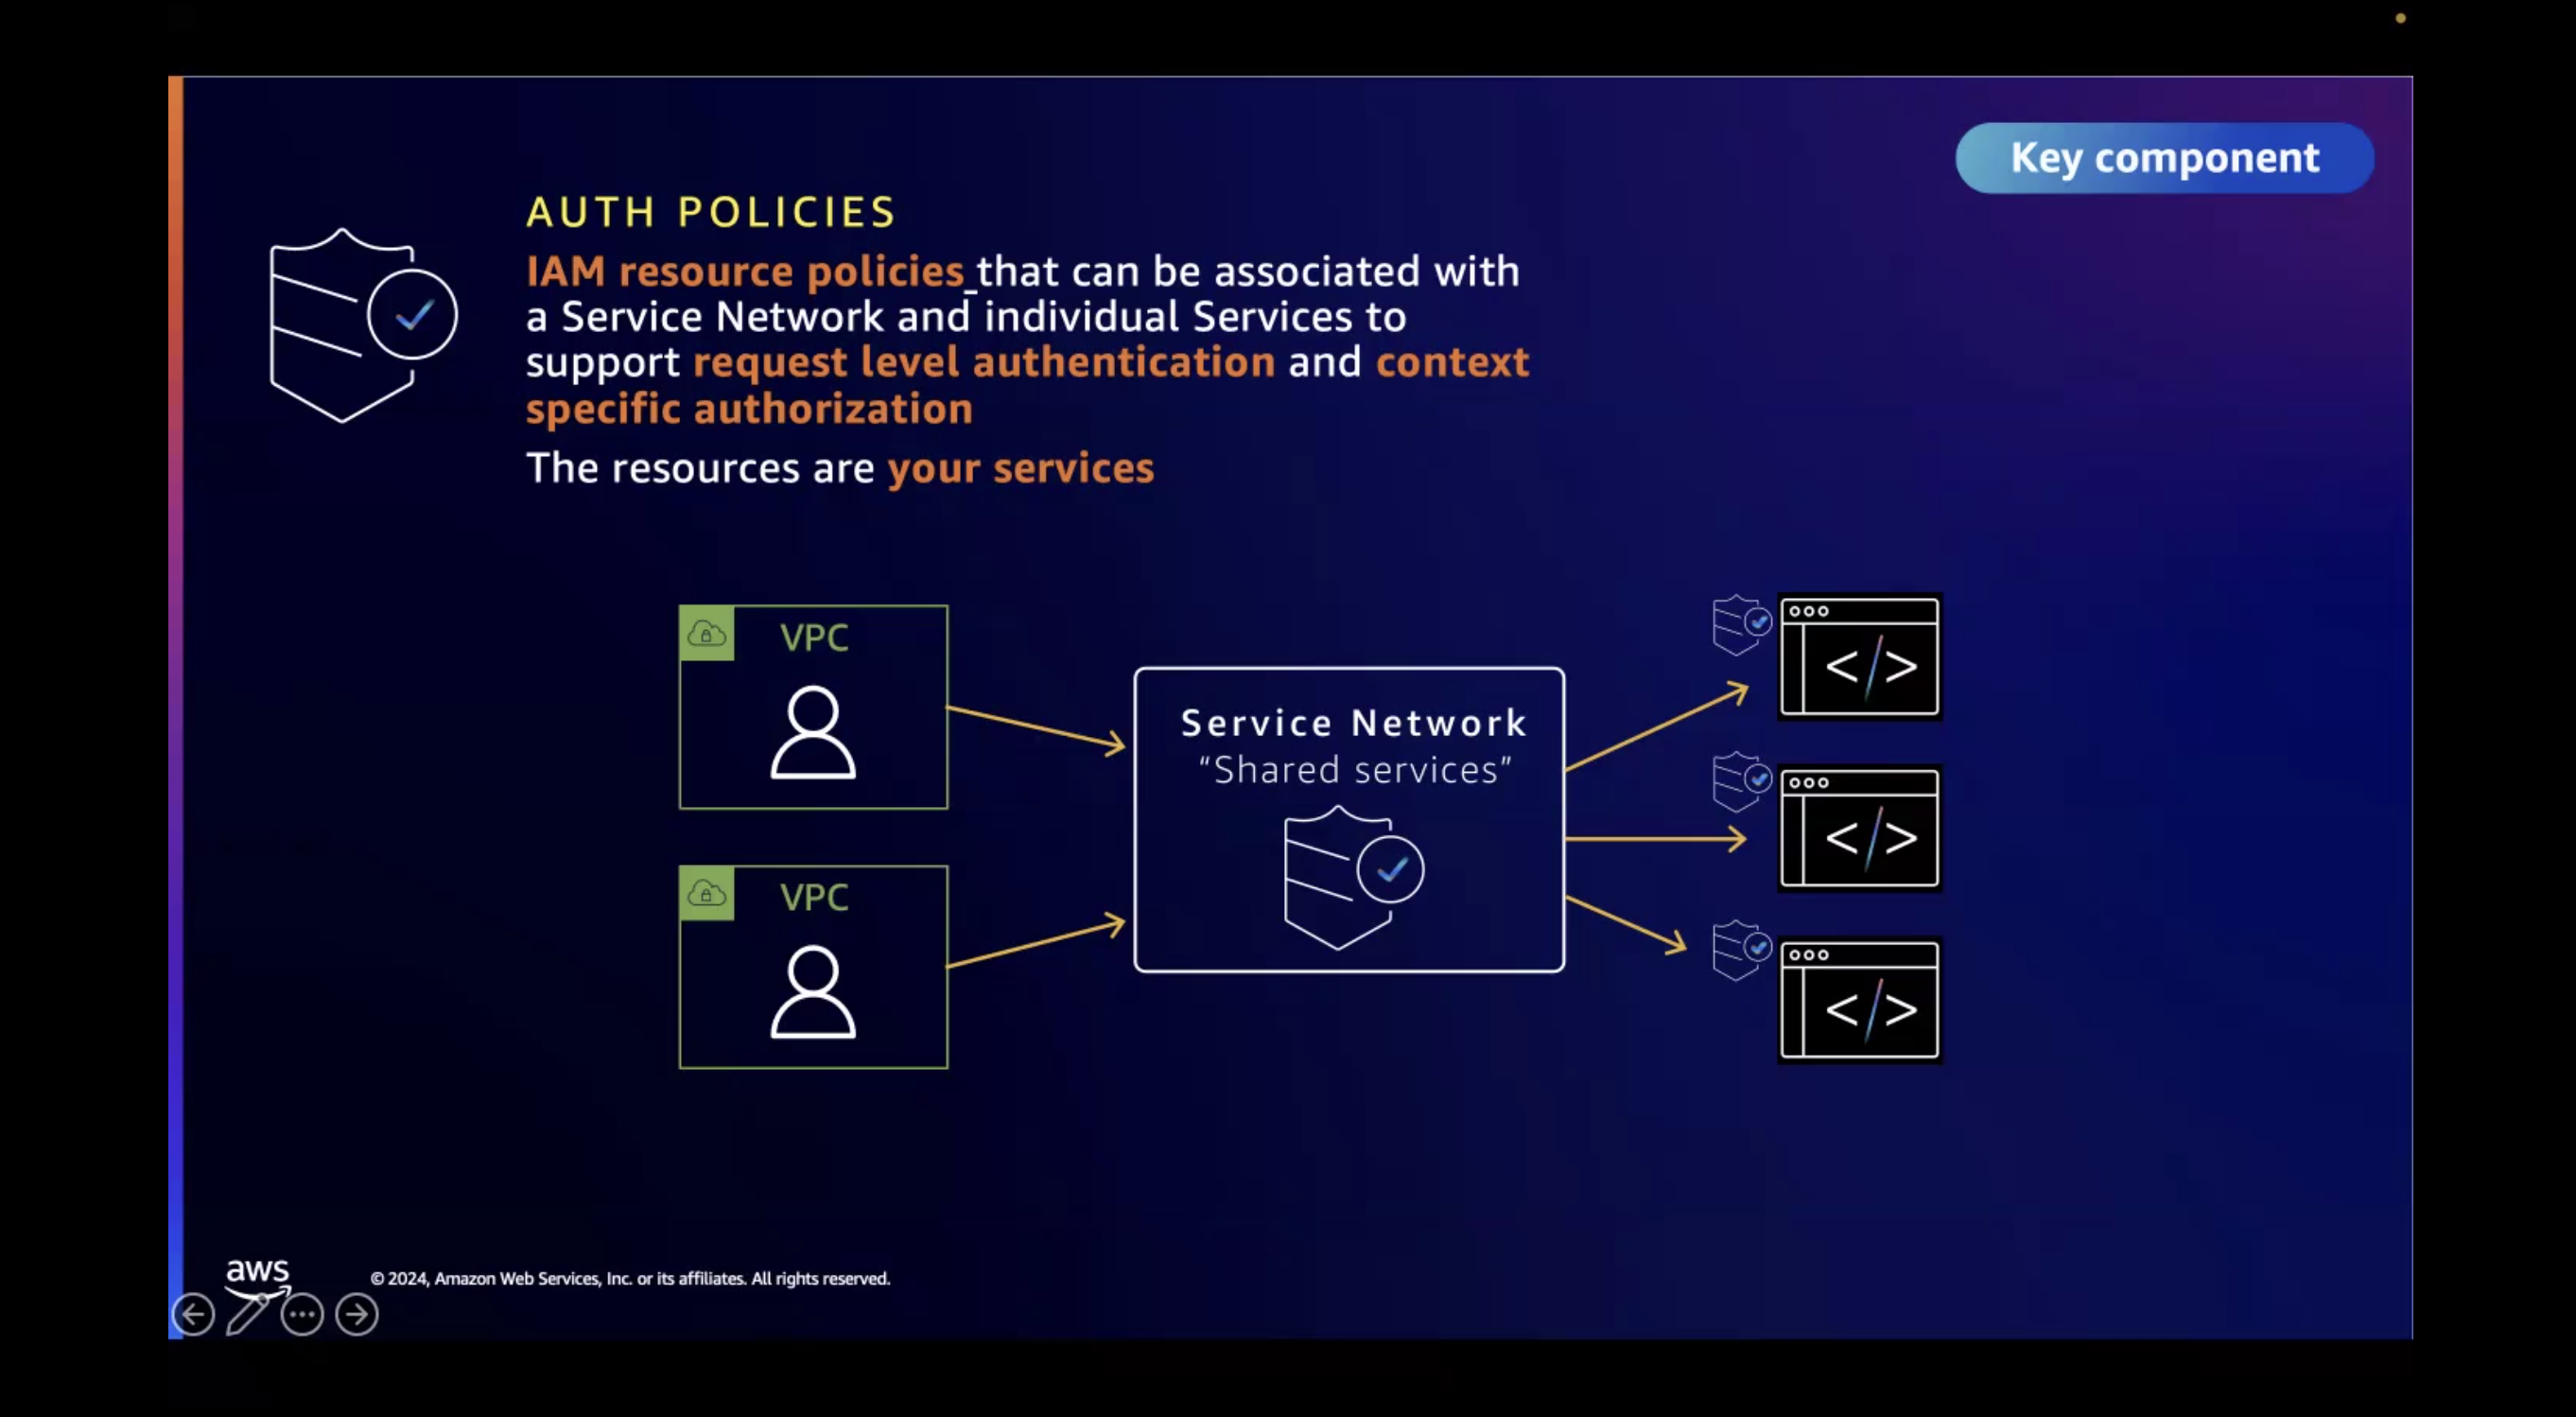 Key component
AUTH POLICIES
IAM resource policies that can be associated with
a Service Network and individual Services to
support request level authentication and context
specific authorization
The resources are your services
VPC
VPC
Service Network
“Shared services”
</>
</>
</>
aws
© 2024, Amazon Web Services, Inc. or its affiliates. All rights reserved.